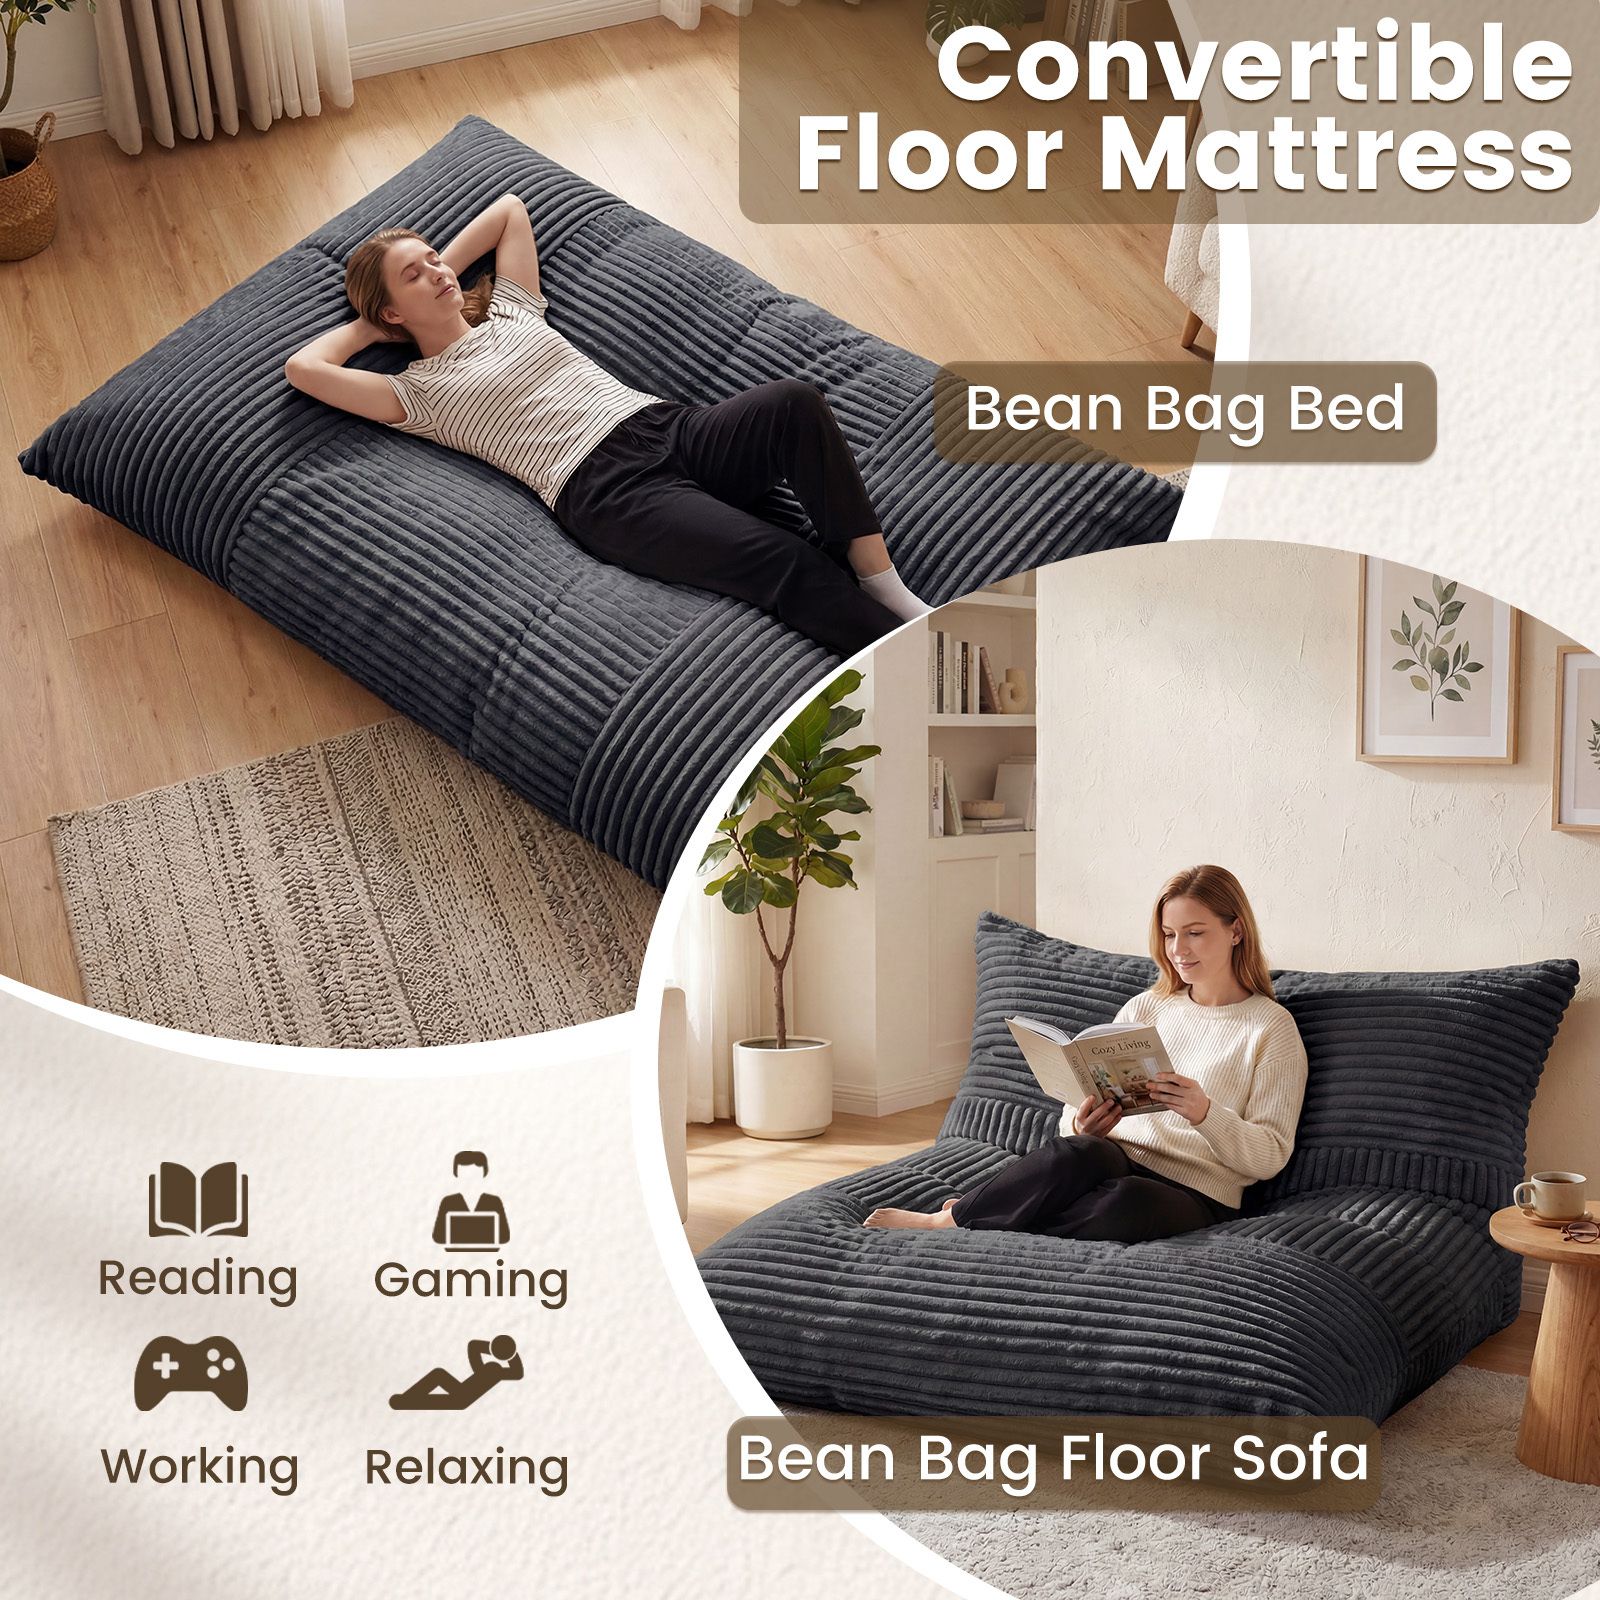 Convertible
Floor Mattress
Bean Bag Bed
Cozy Living
Reading
Gaming
Working
Relaxing
Bean Bag Floor Sofa